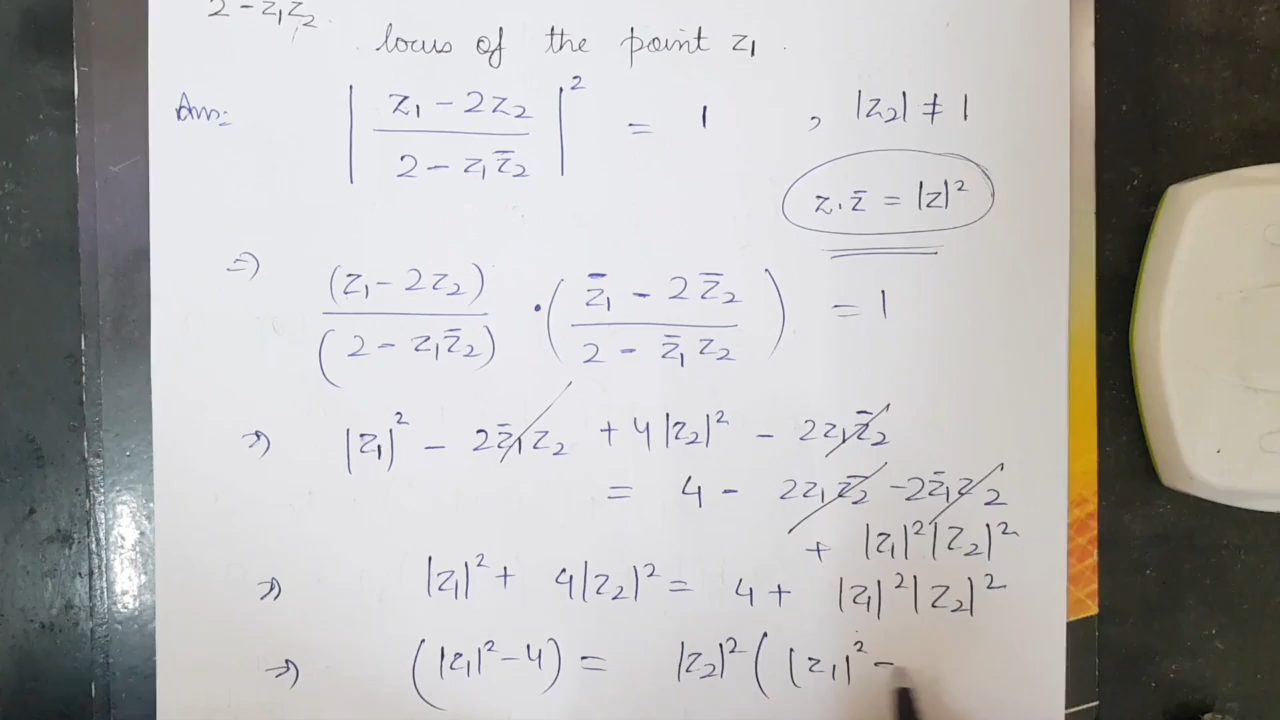 2 - z₁z₂
locus of the point z₁ .
Ans:
| (z₁ - 2z₂) / (2 - z₁z̄₂) |² = 1 , |z₂| ≠ 1
z . z̄ = |z|²
⇒ (z₁ - 2z₂) / (2 - z₁z̄₂) · ( (z̄₁ - 2z̄₂) / (2 - z̄₁z₂) ) = 1
⇒ |z₁|² - 2z̄₁z₂ + 4|z₂|² - 2z₁z̄₂
= 4 - 2z₁z̄₂ - 2z̄₁z₂
+ |z₁|²|z₂|²
⇒ |z₁|² + 4|z₂|² = 4 + |z₁|²|z₂|²
⇒ (|z₁|² - 4) = |z₂|² ( |z₁|² -